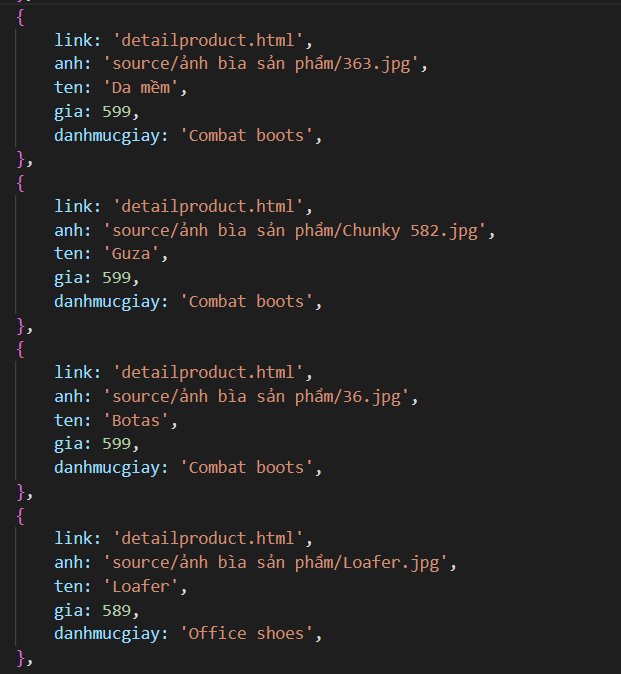 {
link: 'detailproduct.html',
anh: 'source/ảnh bìa sản phẩm/363.jpg',
ten: 'Da mềm',
gia: 599,
danhmucgiay: 'Combat boots',
},
{
link: 'detailproduct.html',
anh: 'source/ảnh bìa sản phẩm/Chunky 582.jpg',
ten: 'Guza',
gia: 599,
danhmucgiay: 'Combat boots',
},
{
link: 'detailproduct.html',
anh: 'source/ảnh bìa sản phẩm/36.jpg',
ten: 'Botas',
gia: 599,
danhmucgiay: 'Combat boots',
},
{
link: 'detailproduct.html',
anh: 'source/ảnh bìa sản phẩm/Loafer.jpg',
ten: 'Loafer',
gia: 589,
danhmucgiay: 'Office shoes',
},